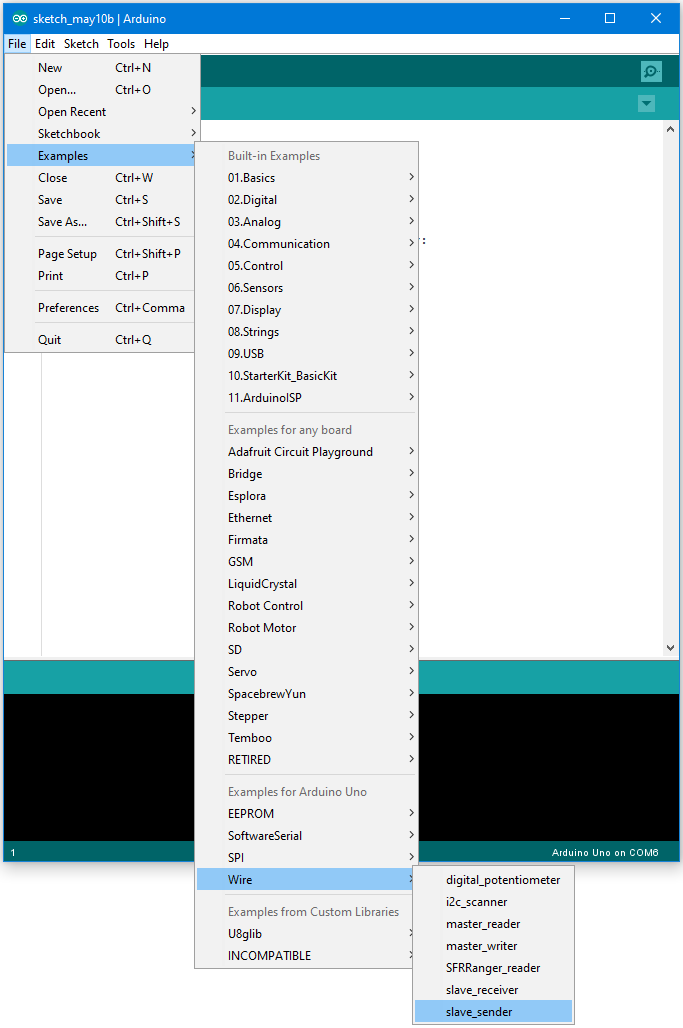 sketch_may10b | Arduino
File Edit Sketch Tools Help
New Ctrl+N
Open... Ctrl+O
Open Recent
Sketchbook
Examples
Close Ctrl+W
Save Ctrl+S
Save As... Ctrl+Shift+S
Page Setup Ctrl+Shift+P
Print Ctrl+P
Preferences Ctrl+Comma
Quit Ctrl+Q
Built-in Examples
01.Basics
02.Digital
03.Analog
04.Communication
05.Control
06.Sensors
07.Display
08.Strings
09.USB
10.StarterKit_BasicKit
11.ArduinoISP
Examples for any board
Adafruit Circuit Playground
Bridge
Esplora
Ethernet
Firmata
GSM
LiquidCrystal
Robot Control
Robot Motor
SD
Servo
SpacebrewYun
Stepper
Temboo
RETIRED
Examples for Arduino Uno
EEPROM
SoftwareSerial
SPI
Wire
Examples from Custom Libraries
U8glib
INCOMPATIBLE
digital_potentiometer
i2c_scanner
master_reader
master_writer
SFRRanger_reader
slave_receiver
slave_sender
1 Arduino Uno on COM6